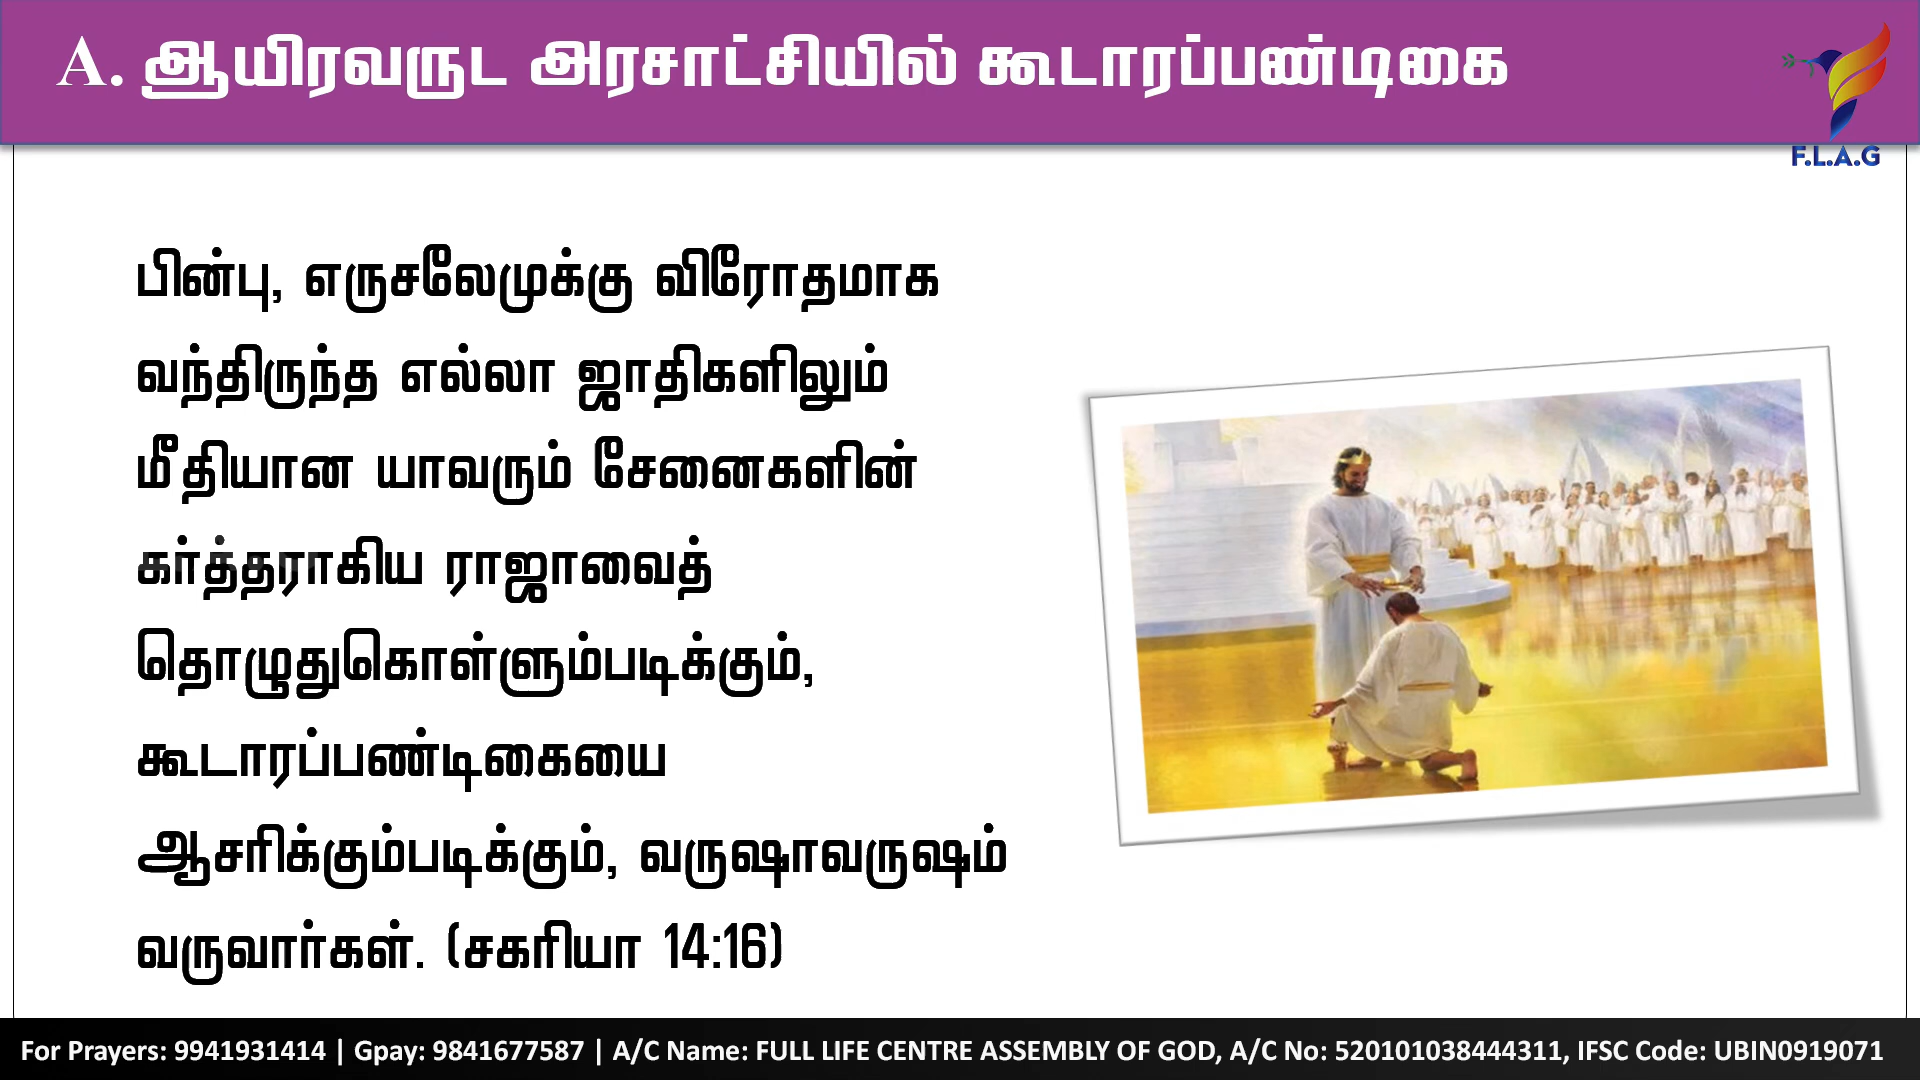 A. ஆயிரவருட அரசாட்சியில் கூடாரப்பண்டிகை
F.L.A.G
பின்பு, எருசலேமுக்கு விரோதமாக
வந்திருந்த எல்லா ஜாதிகளிலும்
மீதியான யாவரும் சேனைகளின்
கர்த்தராகிய ராஜாவைத்
தொழுதுகொள்ளும்படிக்கும்,
கூடாரப்பண்டிகையை
ஆசரிக்கும்படிக்கும், வருஷாவருஷம்
வருவார்கள். (சகரியா 14:16)
For Prayers: 9941931414 | Gpay: 9841677587 | A/C Name: FULL LIFE CENTRE ASSEMBLY OF GOD, A/C No: 520101038444311, IFSC Code: UBIN0919071